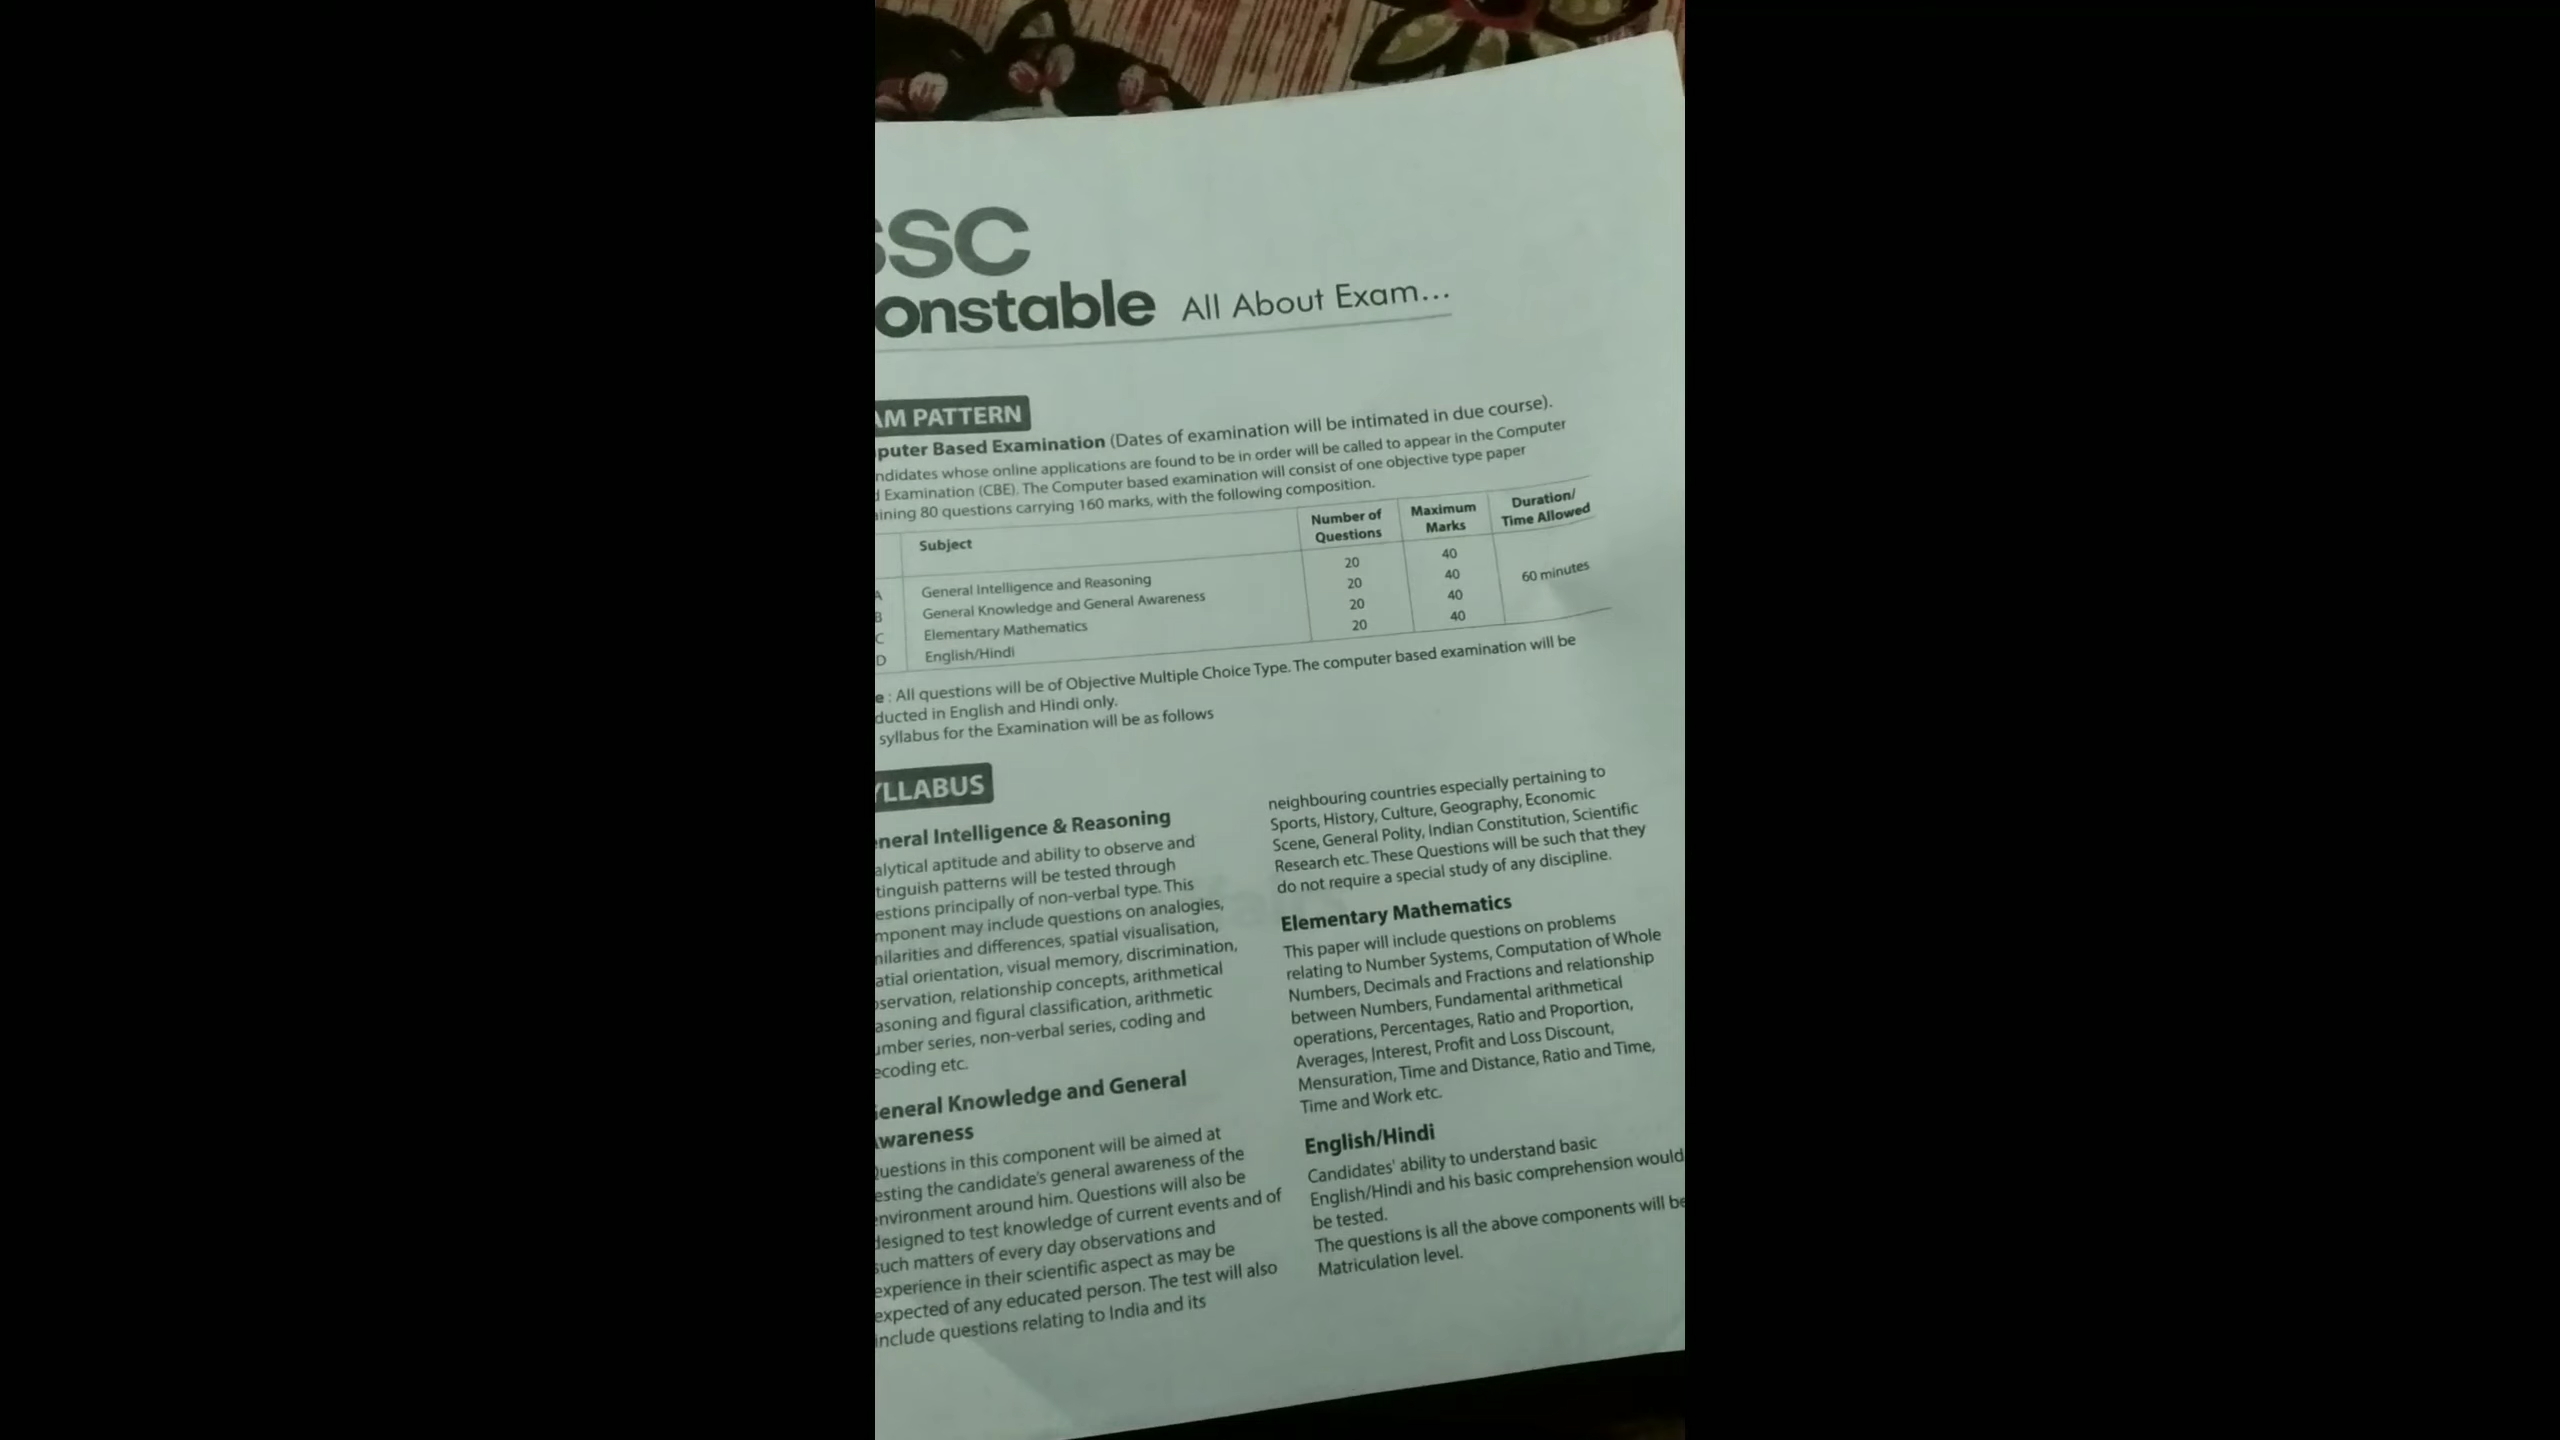 SSC
onstable All About Exam...
AM PATTERN
puter Based Examination (Dates of examination will be intimated in due course).
ndidates whose online applications are found to be in order will be called to appear in the Computer
d Examination (CBE). The Computer based examination will consist of one objective type paper
aining 80 questions carrying 160 marks, with the following composition.
Subject Number of Questions Maximum Marks Duration/ Time Allowed
A General Intelligence and Reasoning 20 40 60 minutes
B General Knowledge and General Awareness 20 40
C Elementary Mathematics 20 40
D English/Hindi 20 40
e : All questions will be of Objective Multiple Choice Type. The computer based examination will be
ducted in English and Hindi only.
syllabus for the Examination will be as follows
YLLABUS
eneral Intelligence & Reasoning
alytical aptitude and ability to observe and
tinguish patterns will be tested through
estions principally of non-verbal type. This
mponent may include questions on analogies,
nilarities and differences, spatial visualisation,
atial orientation, visual memory, discrimination,
servation, relationship concepts, arithmetical
asoning and figural classification, arithmetic
umber series, non-verbal series, coding and
ecoding etc.
General Knowledge and General
wareness
Questions in this component will be aimed at
esting the candidate's general awareness of the
environment around him. Questions will also be
designed to test knowledge of current events and of
such matters of every day observations and
experience in their scientific aspect as may be
expected of any educated person. The test will also
include questions relating to India and its
neighbouring countries especially pertaining to
Sports, History, Culture, Geography, Economic
Scene, General Polity, Indian Constitution, Scientific
Research etc. These Questions will be such that they
do not require a special study of any discipline.
Elementary Mathematics
This paper will include questions on problems
relating to Number Systems, Computation of Whole
Numbers, Decimals and Fractions and relationship
between Numbers, Fundamental arithmetical
operations, Percentages, Ratio and Proportion,
Averages, Interest, Profit and Loss Discount,
Mensuration, Time and Distance, Ratio and Time,
Time and Work etc.
English/Hindi
Candidates' ability to understand basic
English/Hindi and his basic comprehension would
be tested.
The questions is all the above components will be
Matriculation level.